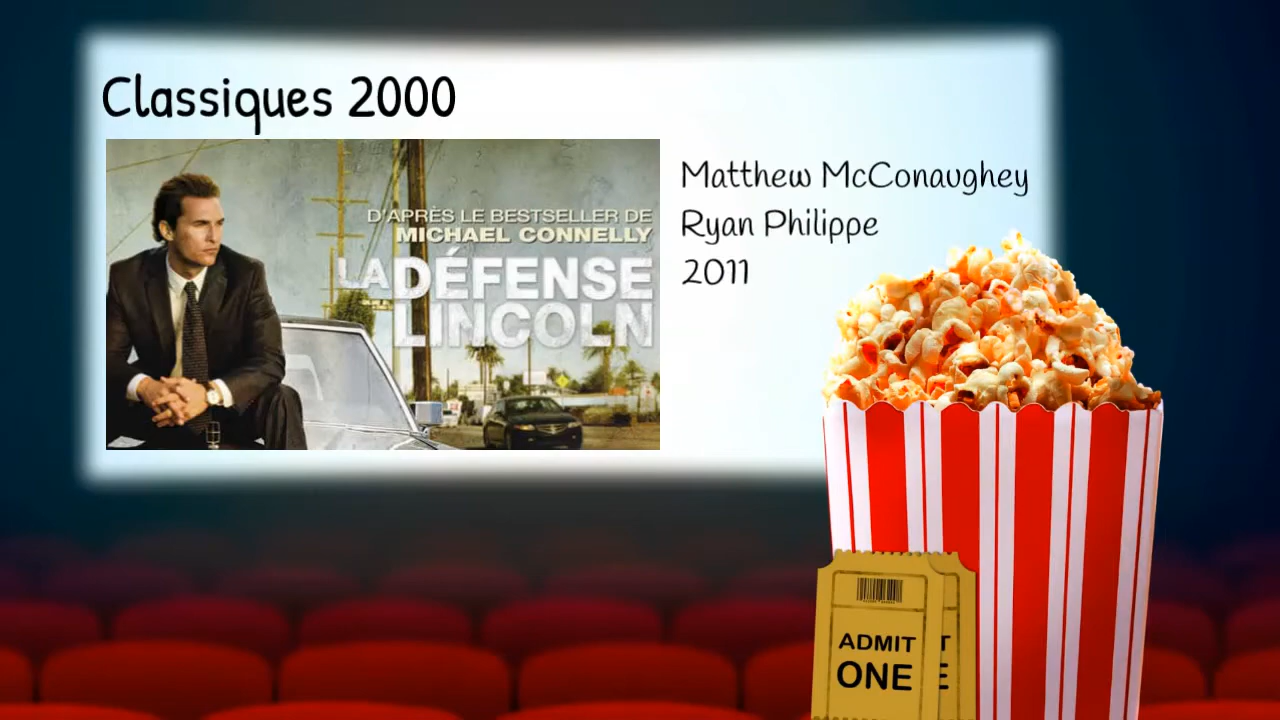 Classiques 2000
D'APRÈS LE BESTSELLER DE
MICHAEL CONNELLY
LA DÉFENSE
LINCOLN
Matthew McConaughey
Ryan Philippe
2011
ADMIT
ONE
T
E